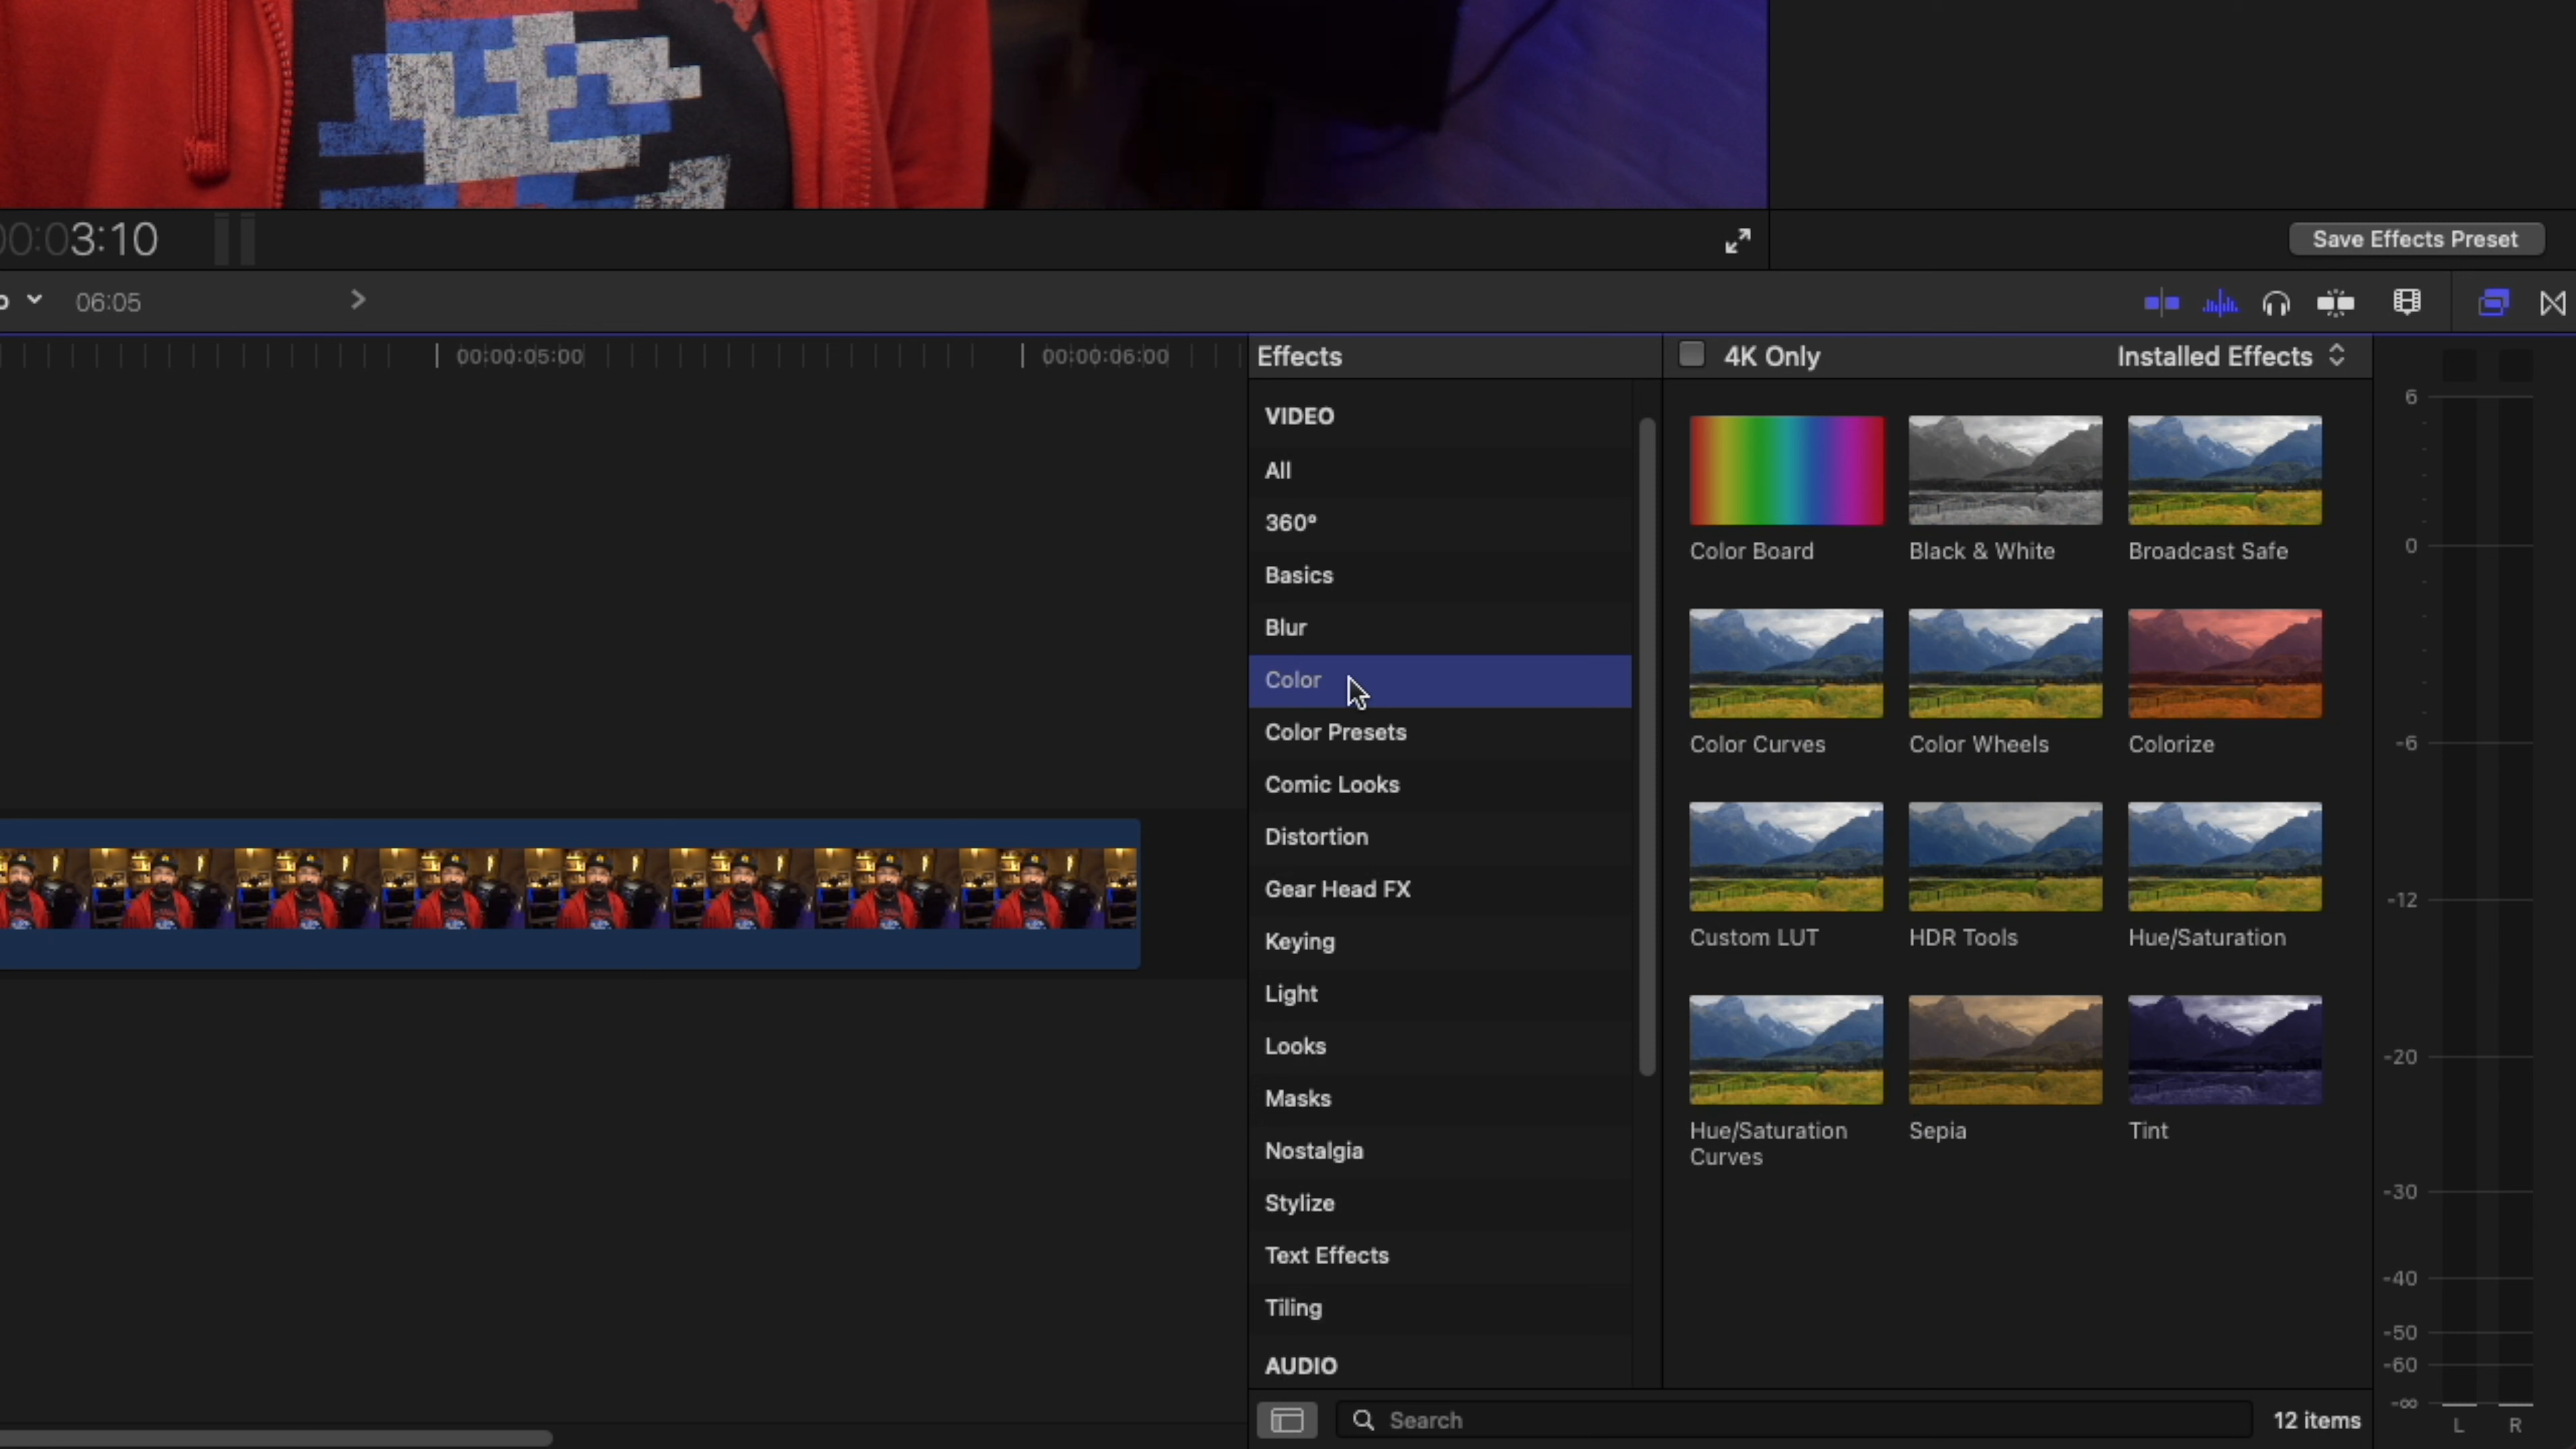 00:03:10
Save Effects Preset
06:05
00:00:05:00
00:00:06:00
Effects
4K Only
Installed Effects
VIDEO
All
360°
Basics
Blur
Color
Color Presets
Comic Looks
Distortion
Gear Head FX
Keying
Light
Looks
Masks
Nostalgia
Stylize
Text Effects
Tiling
AUDIO
Color Board
Black & White
Broadcast Safe
Color Curves
Color Wheels
Colorize
Custom LUT
HDR Tools
Hue/Saturation
Hue/Saturation
Curves
Sepia
Tint
Search
12 items
6
0
-6
-12
-20
-30
-40
-50
-60
-∞
L R